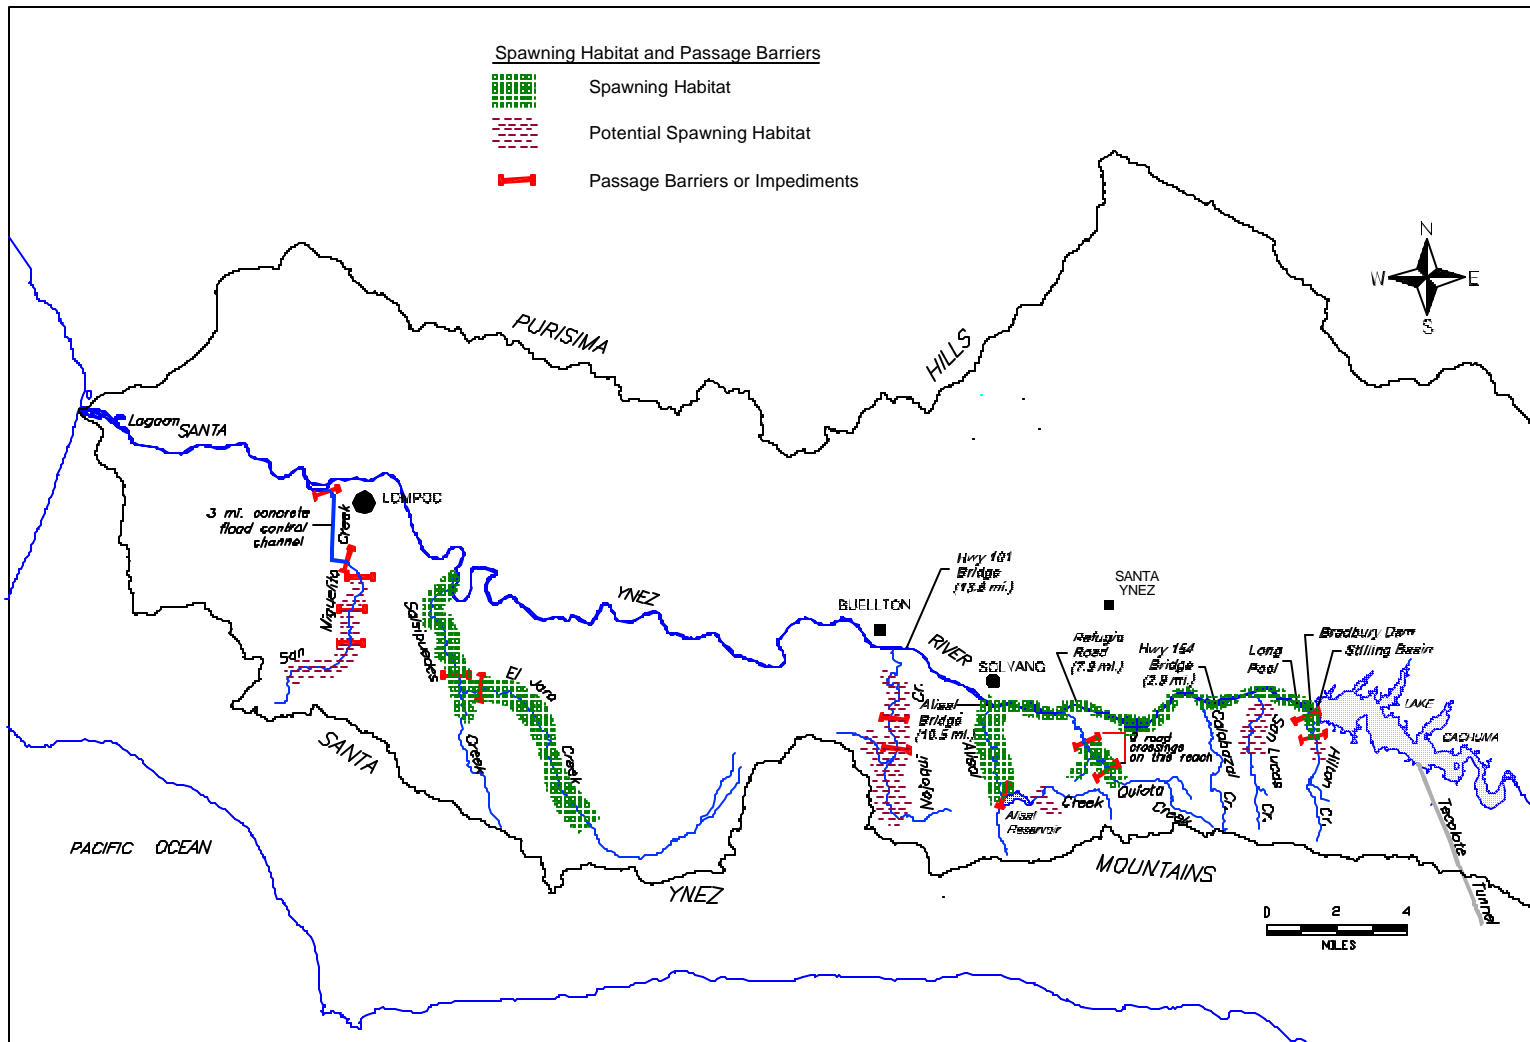 Spawning Habitat and Passage Barriers
Spawning Habitat
Potential Spawning Habitat
Passage Barriers or Impediments
N
W E
S
PURISIMA
HILLS
Lagoon
SANTA
LOMPOC
3 mi. concrete
flood control
channel
Creek
Miguelito
San
Salsipuedes
Creek
El Jaro
Creek
YNEZ
RIVER
BUELLTON
Hwy 101
Bridge
SANTA
YNEZ
SOLVANG
Refugio
Road
(7.9 mi.)
Hwy 154
Bridge
(2.9 mi.)
Long
Pool
Bradbury Dam
Stilling Basin
LAKE
CACHUMA
Alisal
Bridge
(10.5 mi.)
Cr.
Nojoqui
Alisal
Creek
Alisal
Reservoir
road
crossings
on this reach
Quiota
Creek
Calabazal Cr.
San Lucas
Cr.
Hilton
Cr.
Tecolote
Tunnel
SANTA
YNEZ
MOUNTAINS
PACIFIC OCEAN
0 2 4
MILES